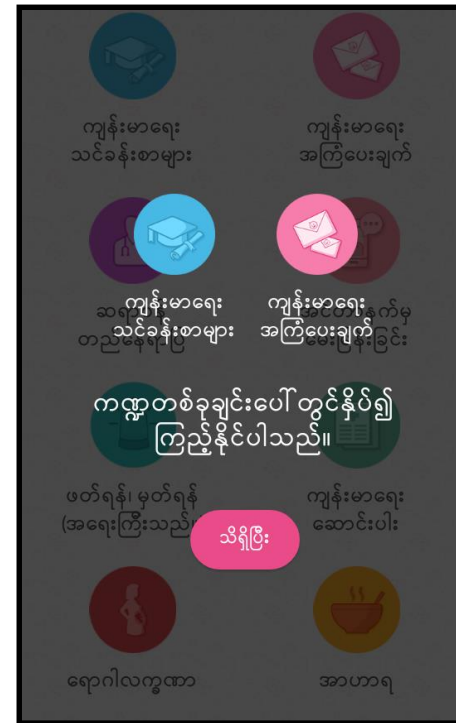 ကျန်းမာရေး
သင်ခန်းစာများ
ကျန်းမာရေး
အကြံပေးချက်
ကျန်းမာရေး
သင်ခန်းစာများ
ကျန်းမာရေး
အကြံပေးချက်
ကဏ္ဍတစ်ခုချင်းပေါ်တွင်နှိပ်၍
ကြည့်နိုင်ပါသည်။
ဖတ်ရန်၊ မှတ်ရန်
(အရေးကြီးသည်
ကျန်းမာရေး
ဆောင်းပါး
သိရှိပြီး
ရောဂါလက္ခဏာ
အာဟာရ